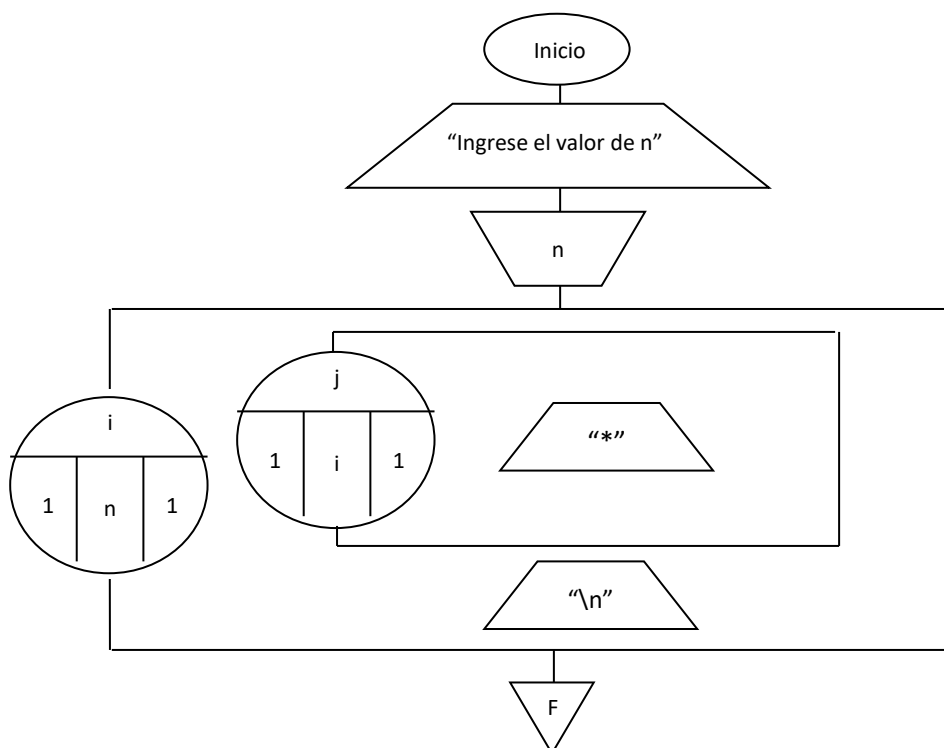 Inicio
“Ingrese el valor de n”
n
i
1 n 1
j
1 i 1
“*”
“\n”
F